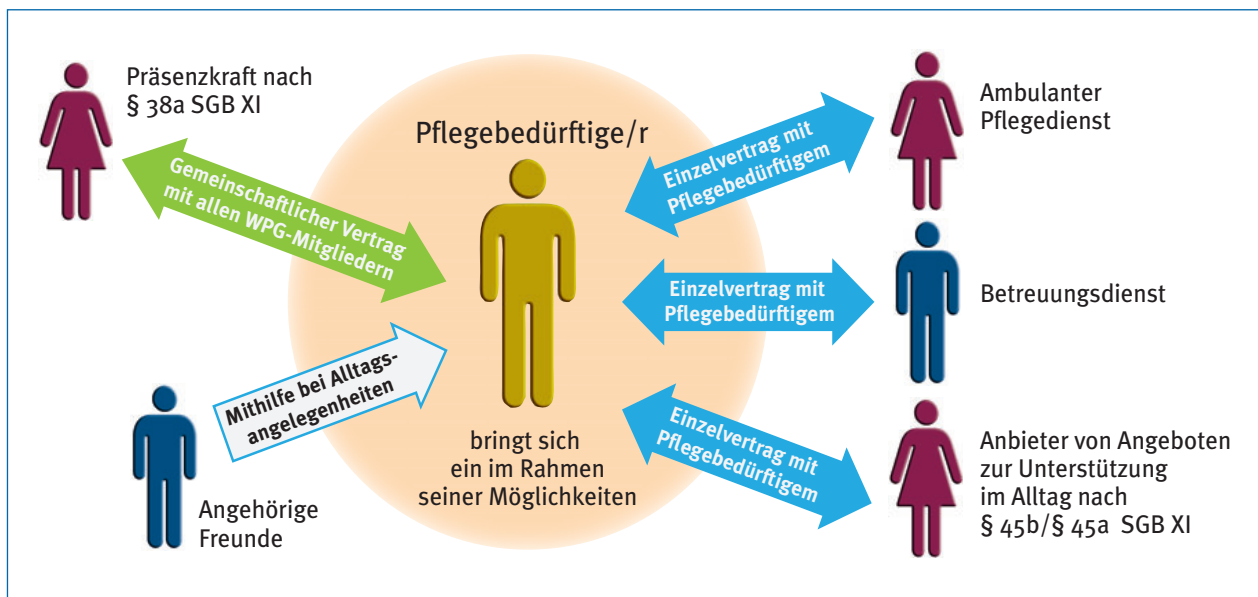 Präsenzkraft nach
§ 38a SGB XI
Gemeinschaftlicher Vertrag
mit allen WPG-Mitgliedern
Mithilfe bei Alltags-
angelegenheiten
Angehörige
Freunde
Pflegebedürftige/r
bringt sich
ein im Rahmen
seiner Möglichkeiten
Einzelvertrag mit
Pflegebedürftigem
Ambulanter
Pflegedienst
Einzelvertrag mit
Pflegebedürftigem
Betreuungsdienst
Einzelvertrag mit
Pflegebedürftigem
Anbieter von Angeboten
zur Unterstützung
im Alltag nach
§ 45b/§ 45a SGB XI